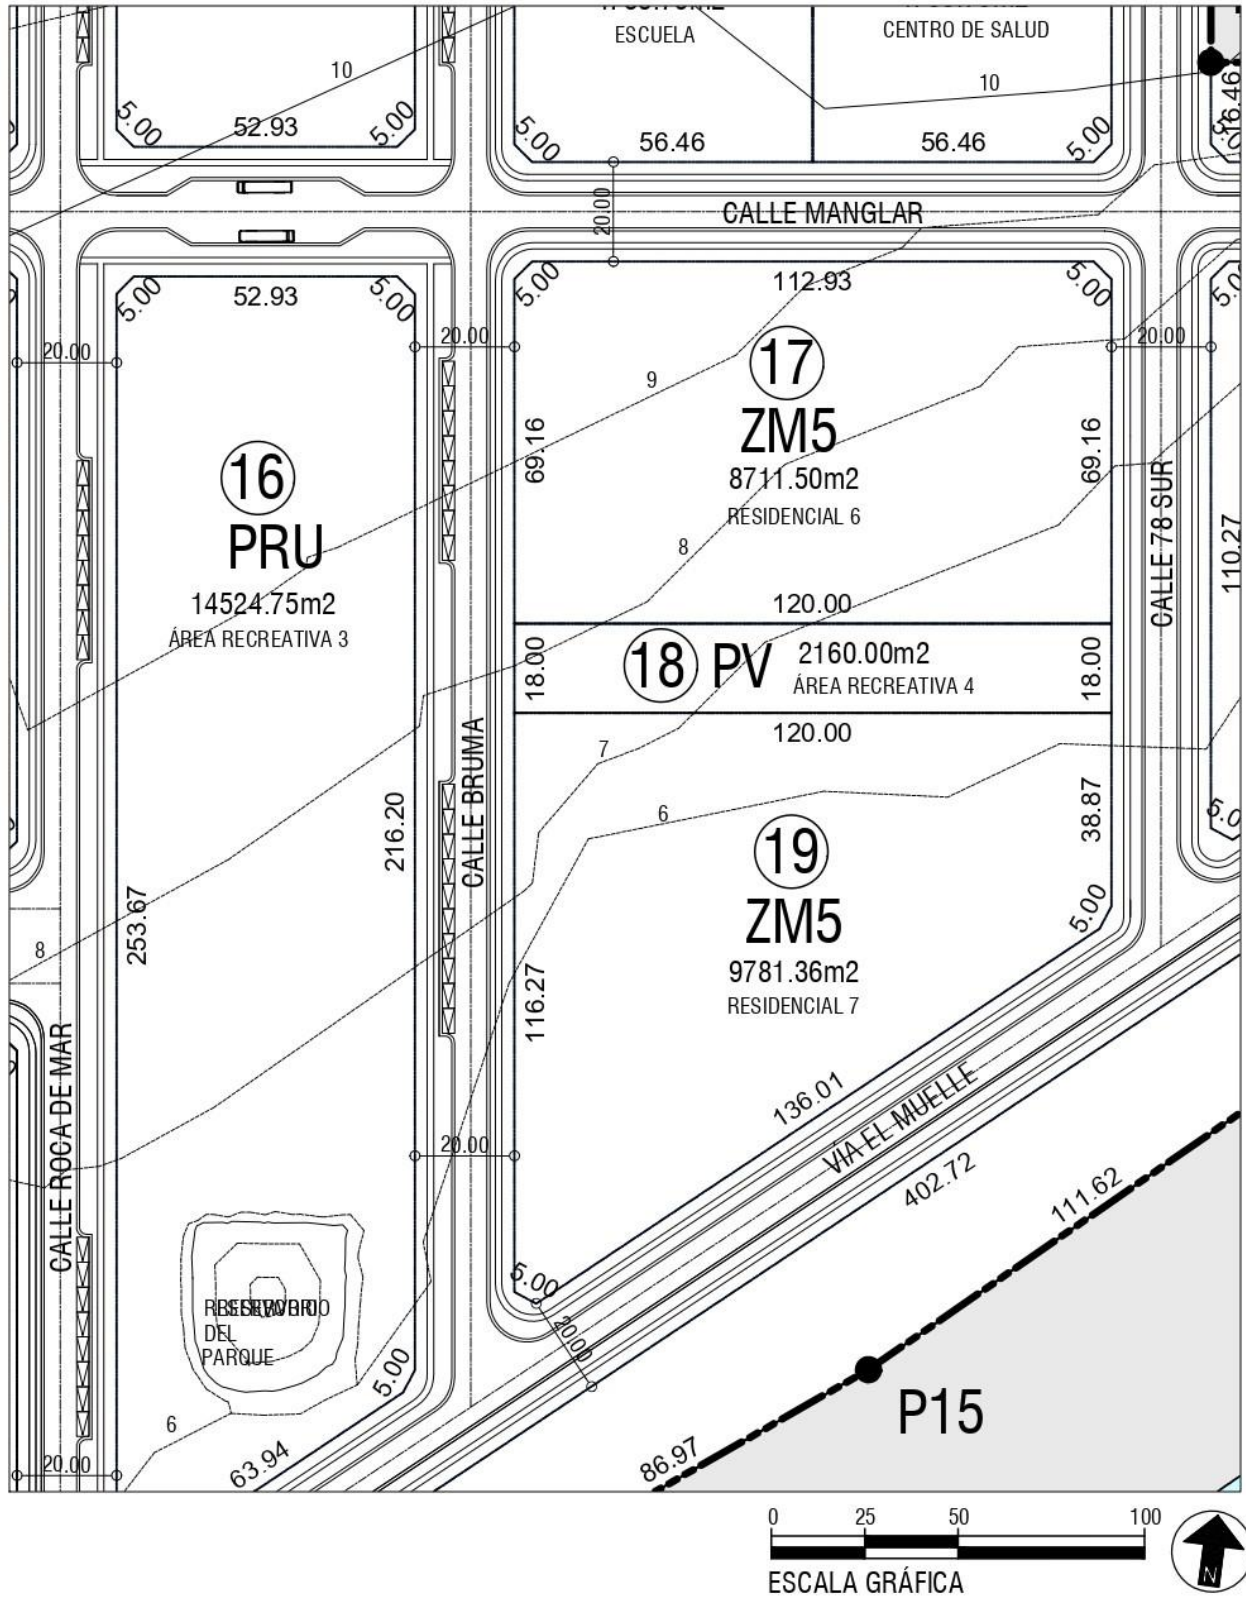 ESCUELA
CENTRO DE SALUD
10
10
16.46
5.00
52.93
5.00
5.00
56.46
56.46
5.00
20.00
CALLE MANGLAR
5.00
52.93
5.00
5.00
112.93
5.00
20.00
20.00
20.00
9
17
ZM5
8711.50m2
RESIDENCIAL 6
69.16
69.16
CALLE 78 SUR
110.27
16
PRU
14524.75m2
ÁREA RECREATIVA 3
8
120.00
18.00
18
PV
2160.00m2
ÁREA RECREATIVA 4
18.00
120.00
7
6
CALLE BRUMA
216.20
38.87
19
ZM5
9781.36m2
RESIDENCIAL 7
5.00
253.67
8
116.27
CALLE ROCA DE MAR
136.01
VÍA EL MUELLE
20.00
402.72
111.62
5.00
20.00
DEL
PARQUE
5.00
6
63.94
20.00
86.97
P15
0 25 50 100
ESCALA GRÁFICA
N